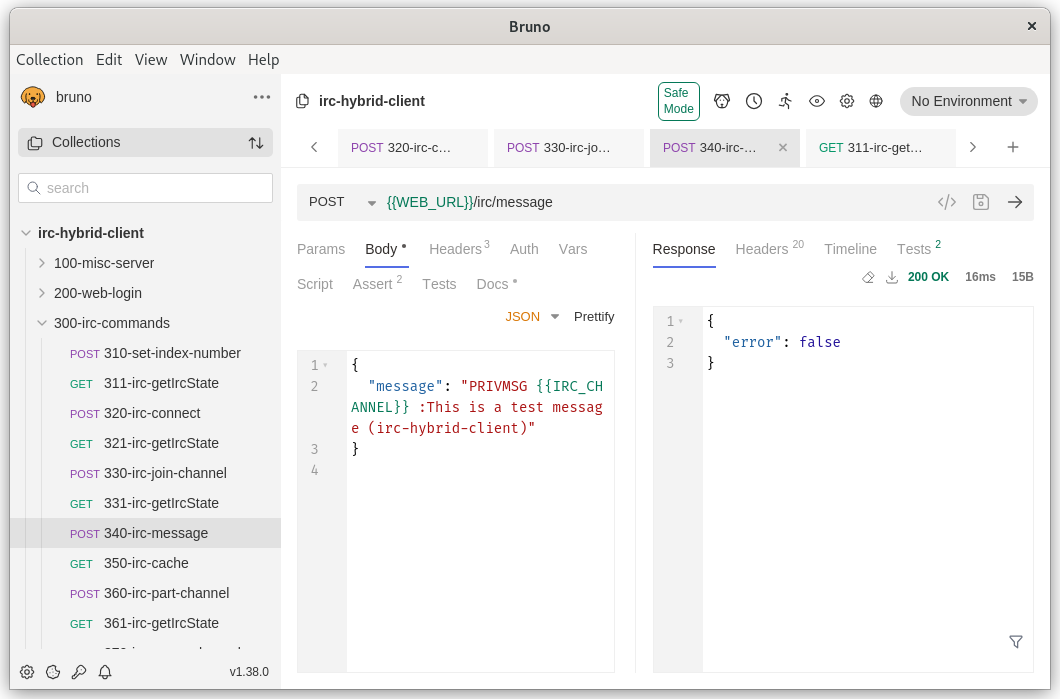 Bruno
Collection Edit View Window Help
bruno
Collections
search
irc-hybrid-client
100-misc-server
200-web-login
300-irc-commands
POST 310-set-index-number
GET 311-irc-getIrcState
POST 320-irc-connect
GET 321-irc-getIrcState
POST 330-irc-join-channel
GET 331-irc-getIrcState
POST 340-irc-message
GET 350-irc-cache
POST 360-irc-part-channel
GET 361-irc-getIrcState
v1.38.0
irc-hybrid-client
Safe
Mode
No Environment
POST 320-irc-c... POST 330-irc-jo... POST 340-irc-... GET 311-irc-get...
POST {{WEB_URL}}/irc/message
Params Body Headers 3 Auth Vars
Script Assert 2 Tests Docs
JSON Prettify
1 {
2 "message": "PRIVMSG {{IRC_CH
ANNEL}} :This is a test messag
e (irc-hybrid-client)"
3 }
4
Response Headers 20 Timeline Tests 2
200 OK 16ms 15B
1 {
2 "error": false
3 }